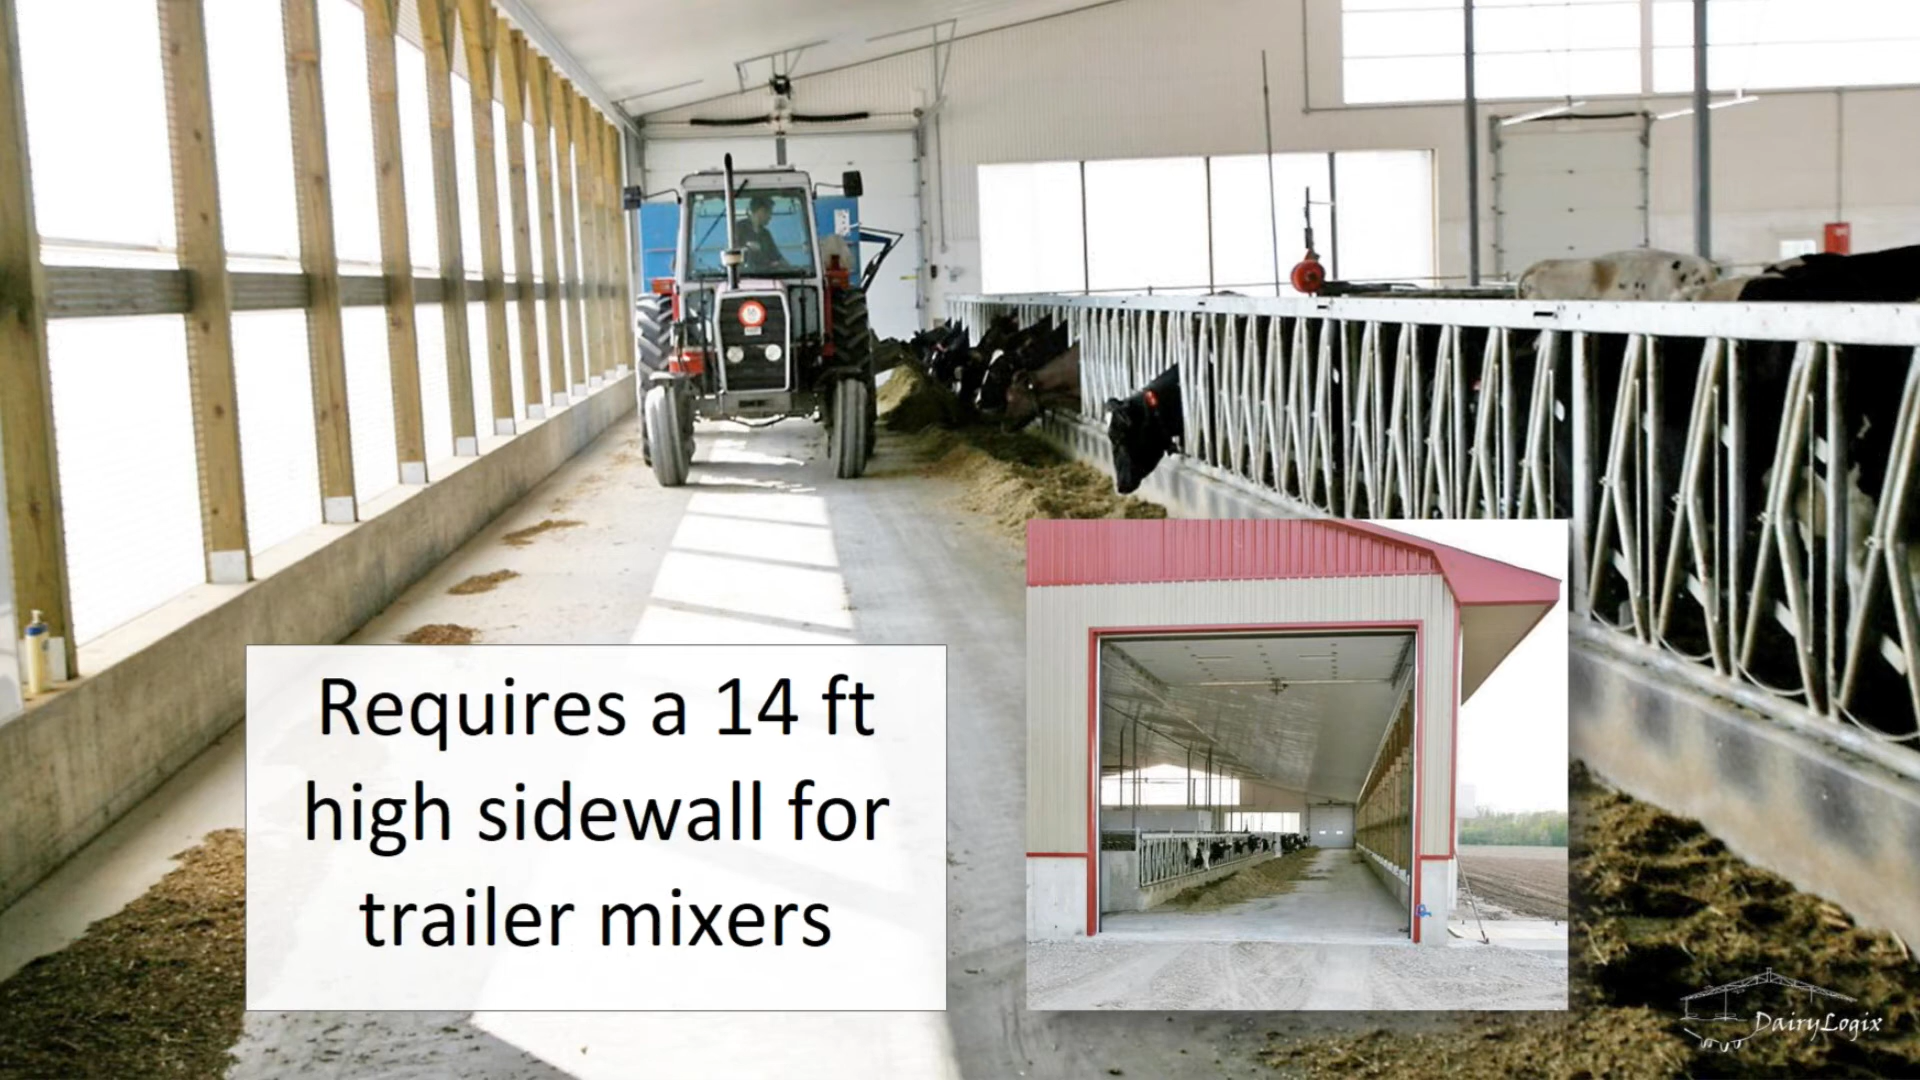 Requires a 14 ft
high sidewall for
trailer mixers
DairyLogix